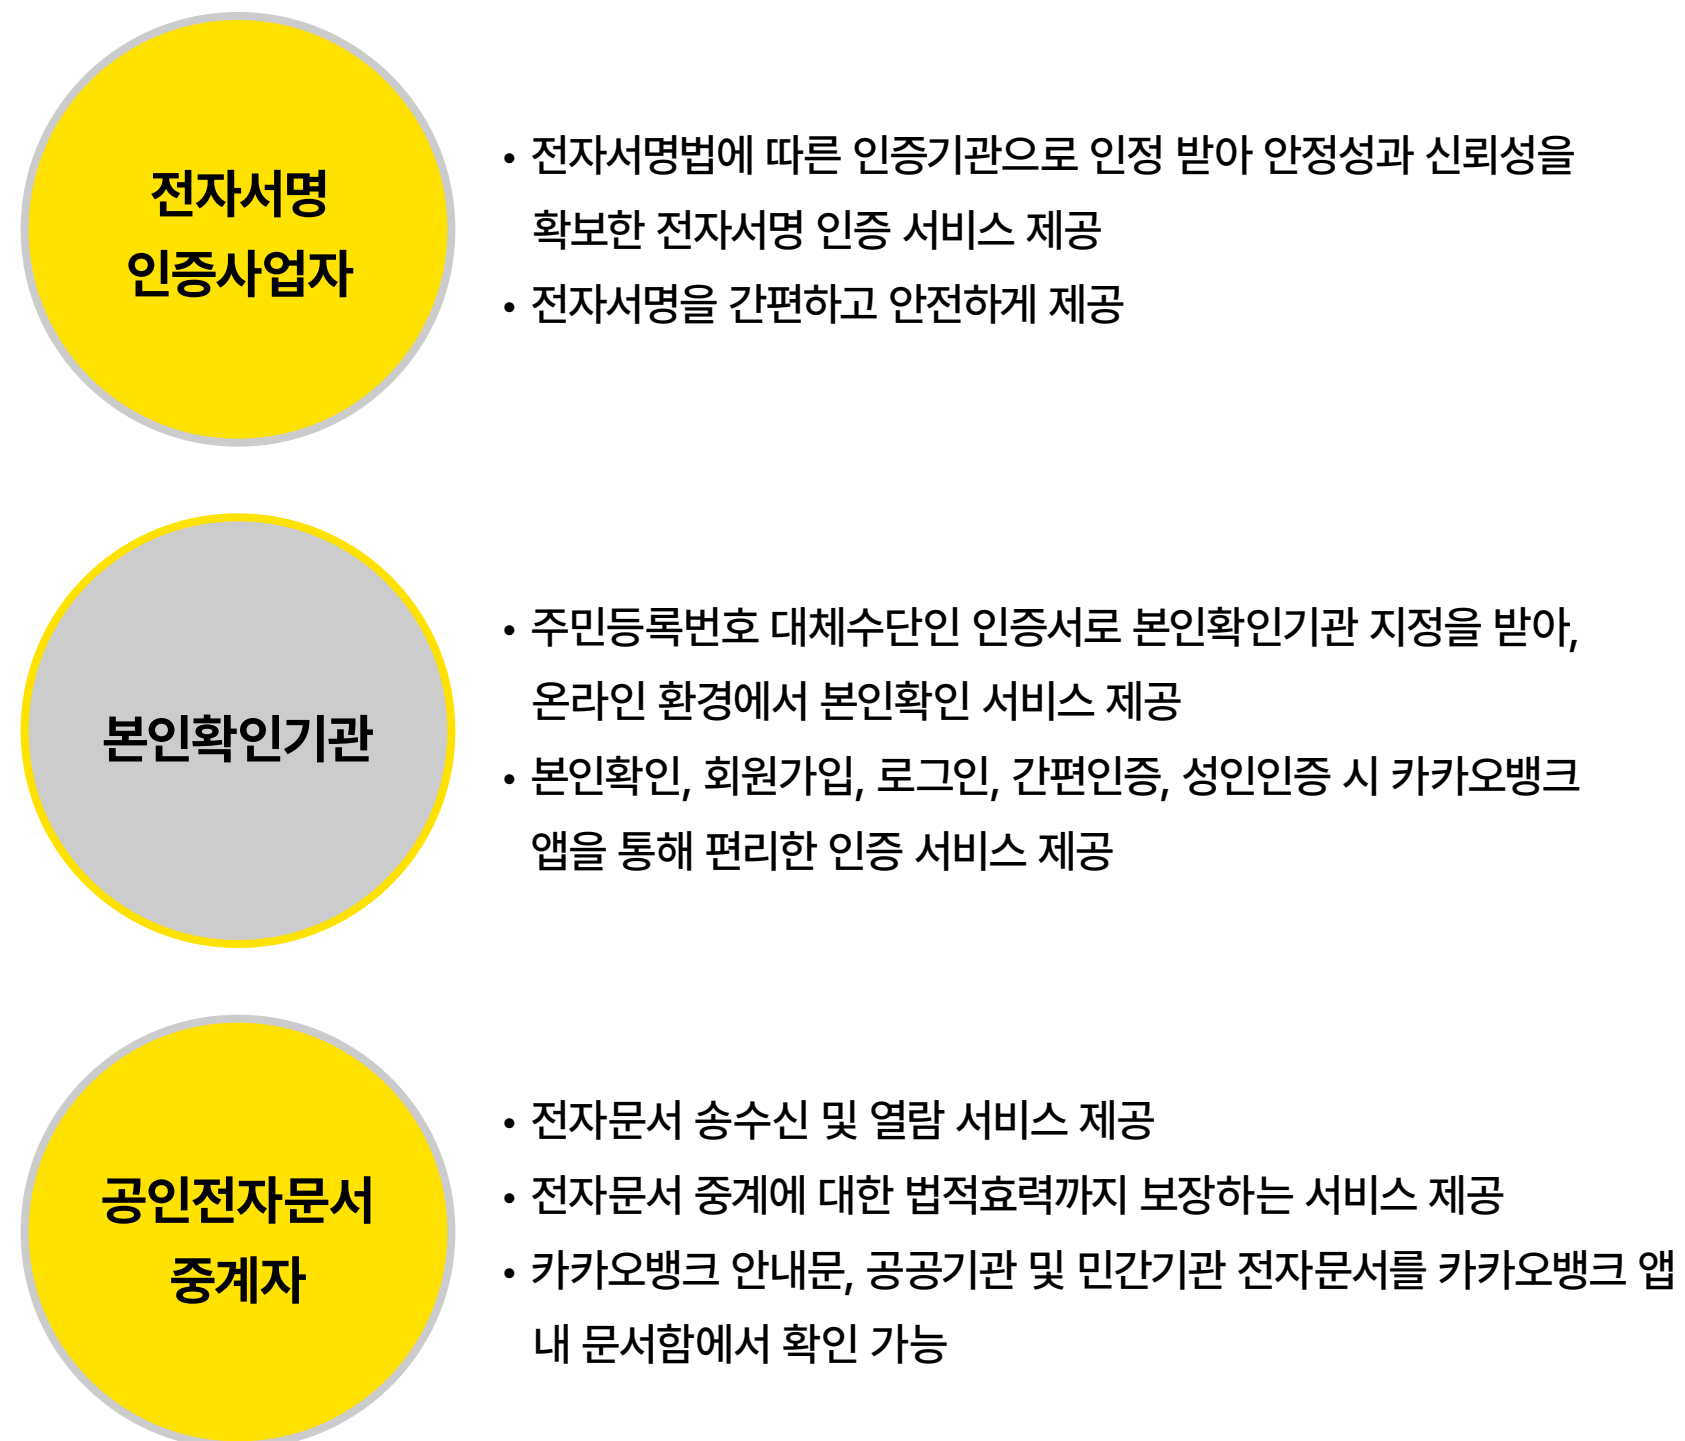 전자서명
인증사업자
• 전자서명법에 따른 인증기관으로 인정 받아 안정성과 신뢰성을
확보한 전자서명 인증 서비스 제공
• 전자서명을 간편하고 안전하게 제공
본인확인기관
• 주민등록번호 대체수단인 인증서로 본인확인기관 지정을 받아,
온라인 환경에서 본인확인 서비스 제공
• 본인확인, 회원가입, 로그인, 간편인증, 성인인증 시 카카오뱅크
앱을 통해 편리한 인증 서비스 제공
공인전자문서
중계자
• 전자문서 송수신 및 열람 서비스 제공
• 전자문서 중계에 대한 법적효력까지 보장하는 서비스 제공
• 카카오뱅크 안내문, 공공기관 및 민간기관 전자문서를 카카오뱅크 앱
내 문서함에서 확인 가능